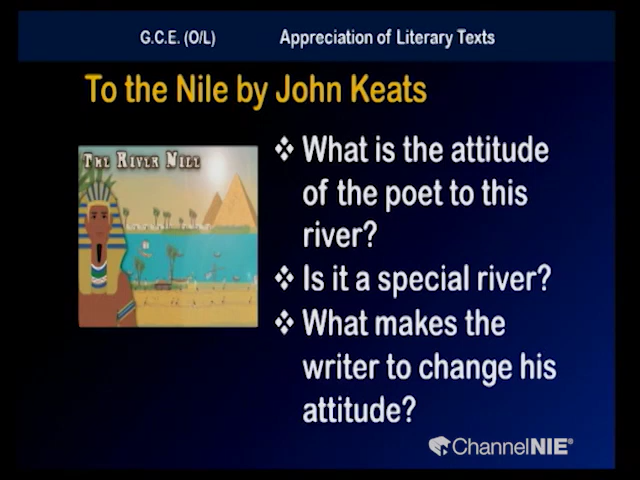 G.C.E. (O/L) Appreciation of Literary Texts
To the Nile by John Keats
THE RIVER NILE
❖ What is the attitude
of the poet to this
river?
❖ Is it a special river?
❖ What makes the
writer to change his
attitude?
ChannelNIE®